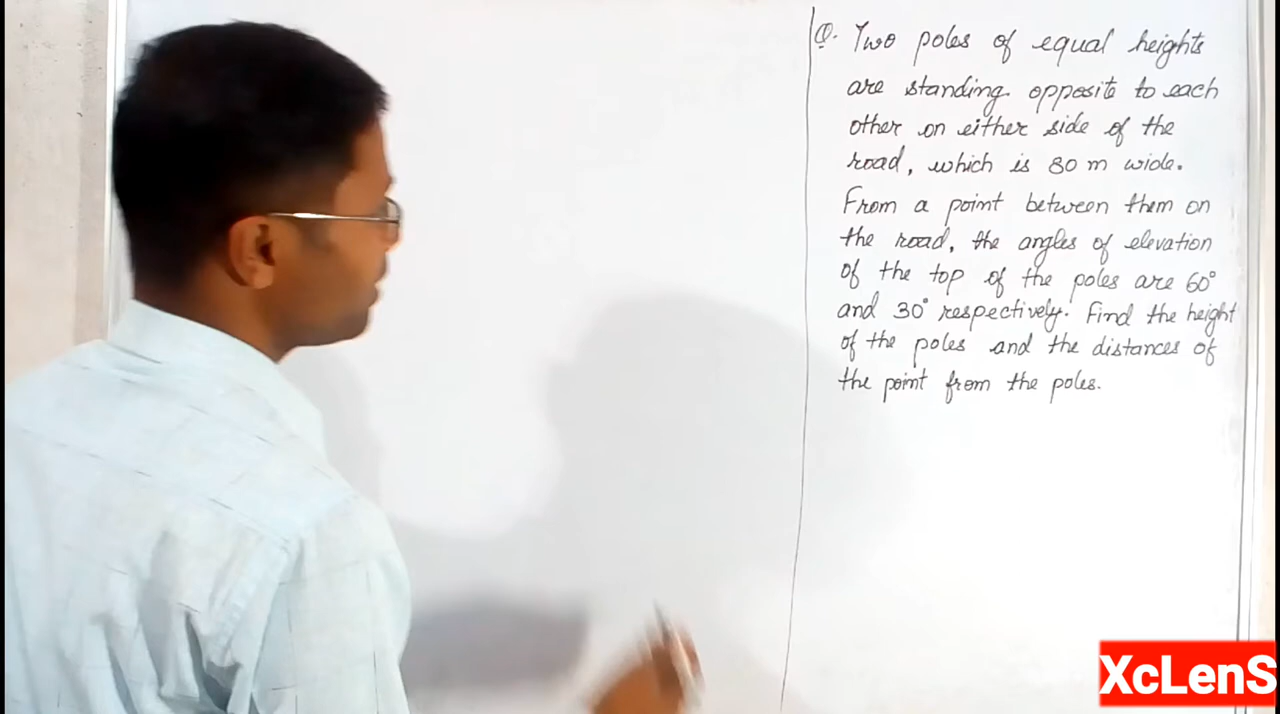 Q. Two poles of equal heights
are standing opposite to each
other on either side of the
road, which is 80 m wide.
From a point between them on
the road, the angles of elevation
of the top of the poles are 60°
and 30° respectively. Find the height
of the poles and the distances of
the point from the poles.
XcLenS